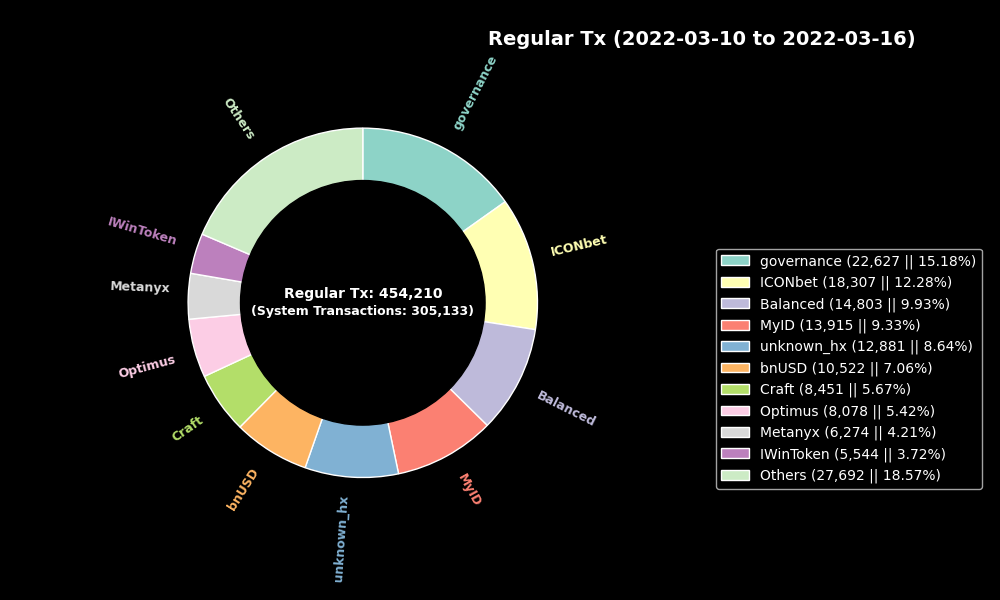 Regular Tx (2022-03-10 to 2022-03-16)
governance
Others
ICONbet
IWinToken
Metanyx
Optimus
Craft
bnUSD
unknown_hx
MyID
Balanced
Regular Tx: 454,210
(System Transactions: 305,133)
governance (22,627 || 15.18%)
ICONbet (18,307 || 12.28%)
Balanced (14,803 || 9.93%)
MyID (13,915 || 9.33%)
unknown_hx (12,881 || 8.64%)
bnUSD (10,522 || 7.06%)
Craft (8,451 || 5.67%)
Optimus (8,078 || 5.42%)
Metanyx (6,274 || 4.21%)
IWinToken (5,544 || 3.72%)
Others (27,692 || 18.57%)